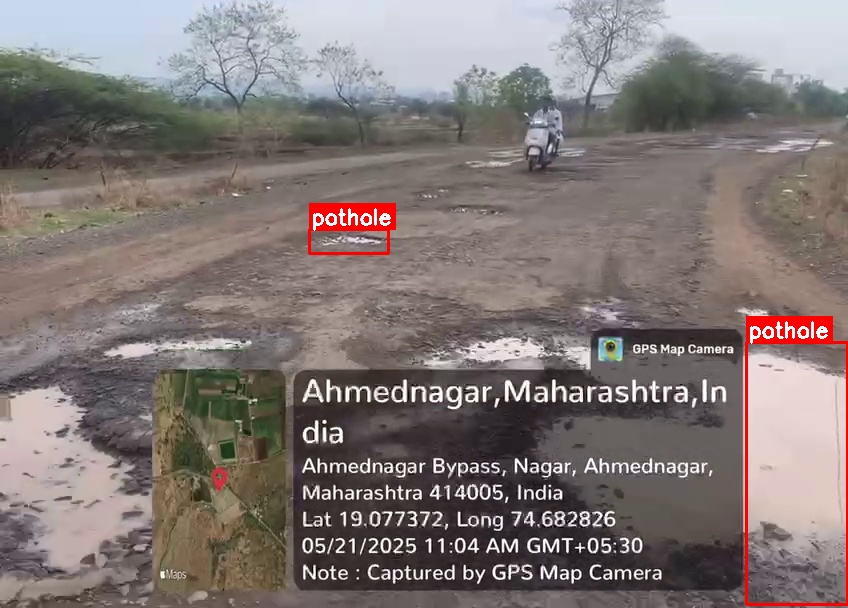 pothole
pothole
GPS Map Camera
Ahmednagar,Maharashtra,In
dia
Ahmednagar Bypass, Nagar, Ahmednagar,
Maharashtra 414005, India
Lat 19.077372, Long 74.682826
05/21/2025 11:04 AM GMT+05:30
Note : Captured by GPS Map Camera
Maps